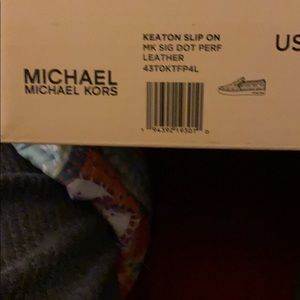 KEATON SLIP ON
MK SIG DOT PERF
LEATHER
43T0KTFP4L
US
MICHAEL
MICHAEL KORS